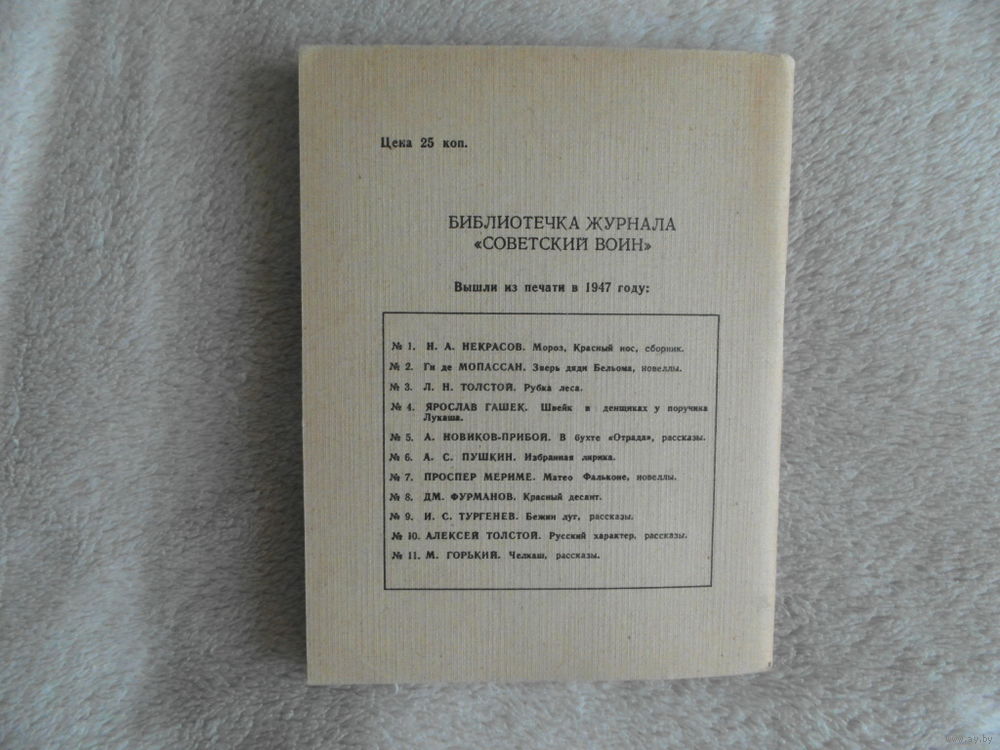 Цена 25 коп.
БИБЛИОТЕЧКА ЖУРНАЛА
«СОВЕТСКИЙ ВОИН»
Вышли из печати в 1947 году:
№ 1. Н. А. НЕКРАСОВ. Мороз, Красный нос, сборник.
№ 2. Ги де МОПАССАН. Зверь дяди Бельома, новеллы.
№ 3. Л. Н. ТОЛСТОЙ. Рубка леса.
№ 4. ЯРОСЛАВ ГАШЕК. Швейк в денщиках у поручика
Лукаша.
№ 5. А. НОВИКОВ-ПРИБОЙ. В бухте «Отрада», рассказы.
№ 6. А. С. ПУШКИН. Избранная лирика.
№ 7. ПРОСПЕР МЕРИМЕ. Матео Фальконе, новеллы.
№ 8. ДМ. ФУРМАНОВ. Красный десант.
№ 9. И. С. ТУРГЕНЕВ. Бежин луг, рассказы.
№ 10. АЛЕКСЕЙ ТОЛСТОЙ. Русский характер, рассказы.
№ 11. М. ГОРЬКИЙ. Челкаш, рассказы.
www.ay.by